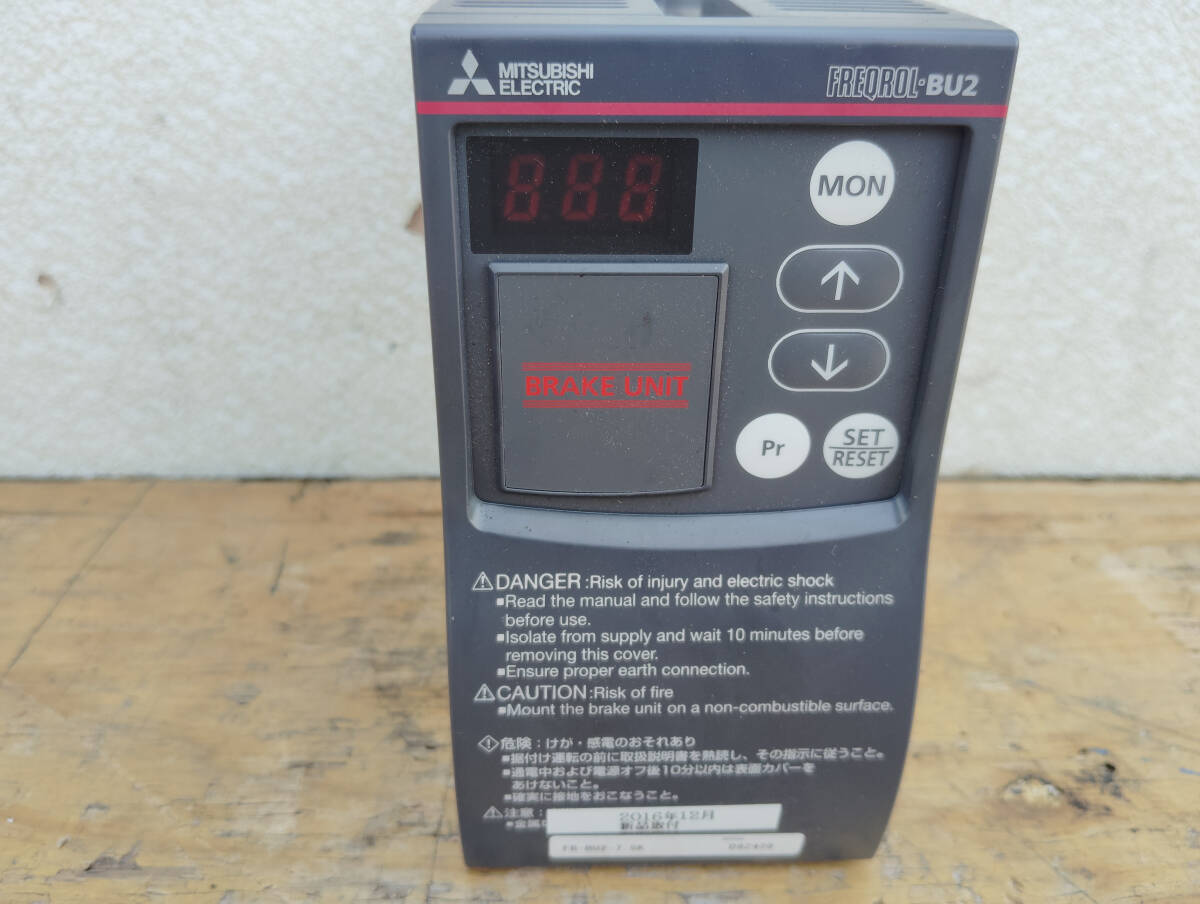 MITSUBISHI
ELECTRIC
FREQROL-BU2
888
MON
BRAKE UNIT
Pr
SET
RESET
DANGER :Risk of injury and electric shock
Read the manual and follow the safety instructions
before use.
Isolate from supply and wait 10 minutes before
removing this cover.
Ensure proper earth connection.
CAUTION :Risk of fire
Mount the brake unit on a non-combustible surface.
危険：けが・感電のおそれあり
据付け運転の前に取扱説明書を熟読し、その指示に従うこと。
通電中および電源オフ後10分以内は表面カバーを
あけないこと。
確実に接地をおこなうこと。
注意：
2016年12月
金属
FR-BU2-7.5K